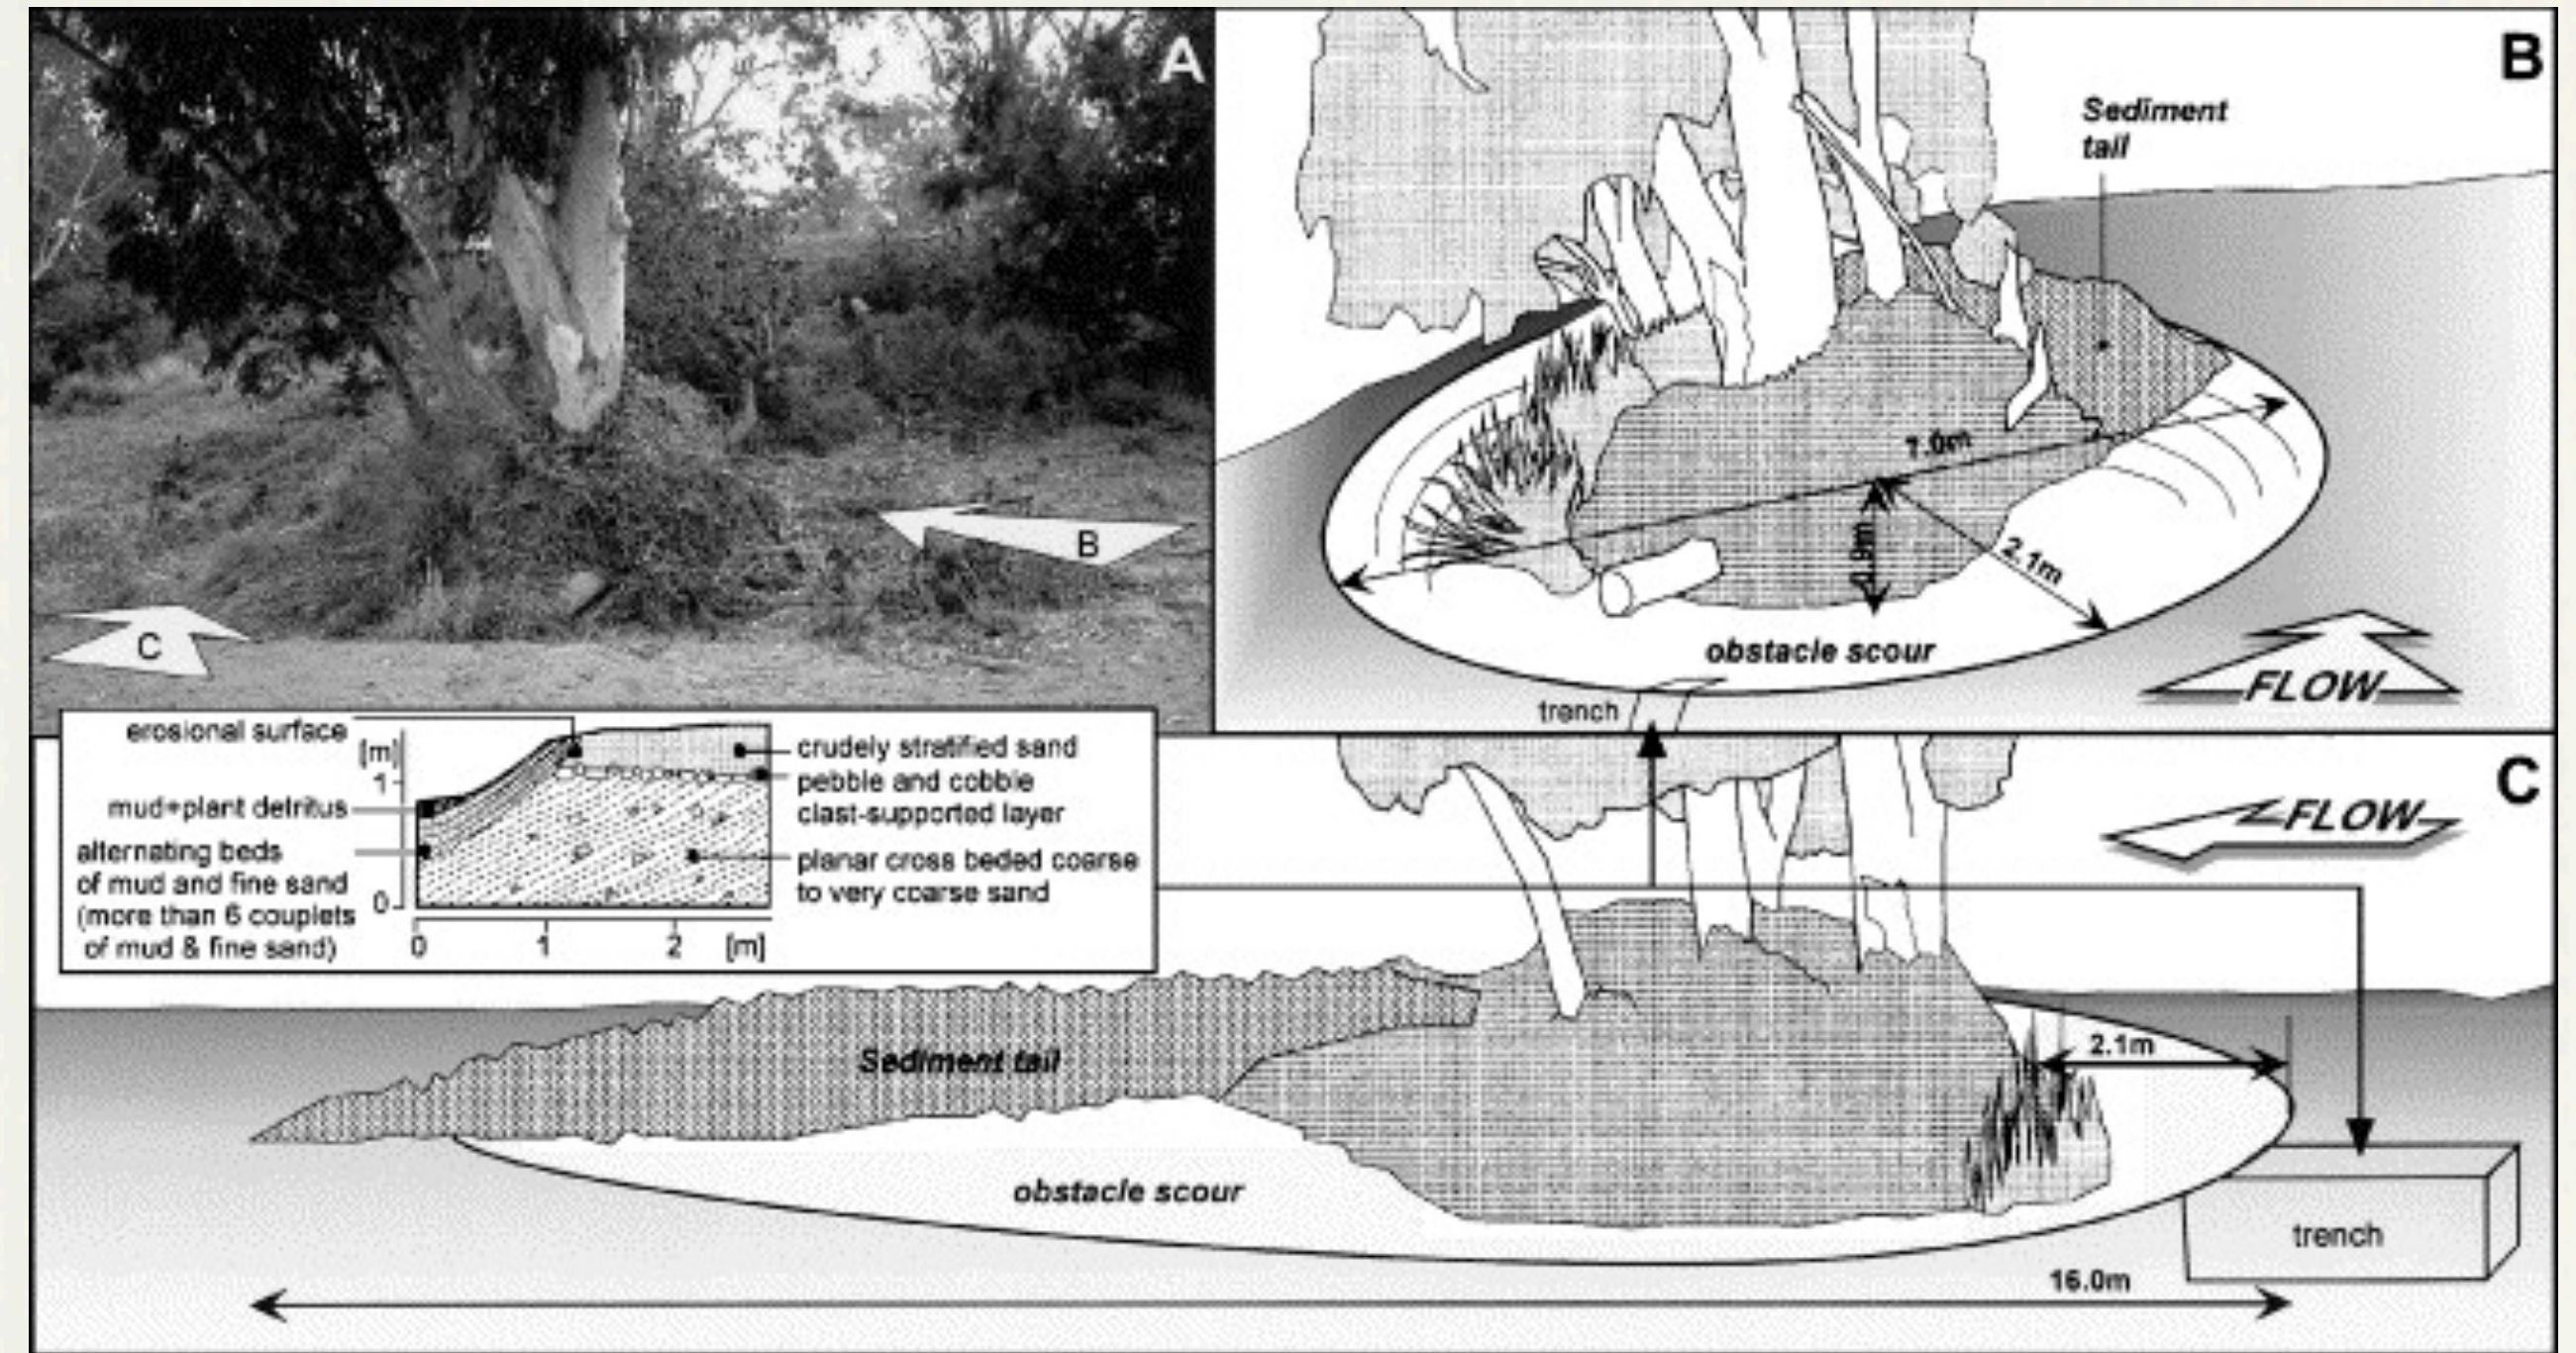 A
B
C
B
Sediment
tail
7.0m
2.1m
obstacle scour
trench
FLOW
erosional surface
[m]
1
mud+plant detritus
alternating beds
of mud and fine sand
(more than 6 couplets
of mud & fine sand)
0
0 1 2 [m]
crudely stratified sand
pebble and cobble
clast-supported layer
planar cross beded coarse
to very coarse sand
C
FLOW
2.1m
Sediment tail
obstacle scour
trench
16.0m